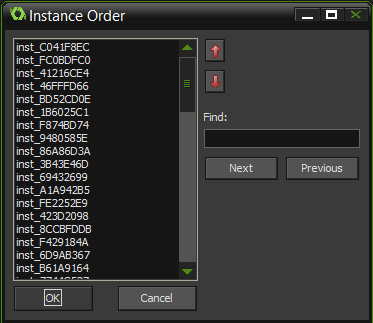 Instance Order
inst_C041F8EC
inst_FC0BDFC0
inst_41216CE4
inst_46FFFD66
inst_BD52CD0E
inst_1B6025C1
inst_F874BD74
inst_9480585E
inst_86A86D3A
inst_3B43E46D
inst_69432699
inst_A1A942B5
inst_FE2252E9
inst_423D2098
inst_8CCBFDDB
inst_F429184A
inst_6D9AB367
inst_B61A9164
Find:
Next
Previous
OK
Cancel